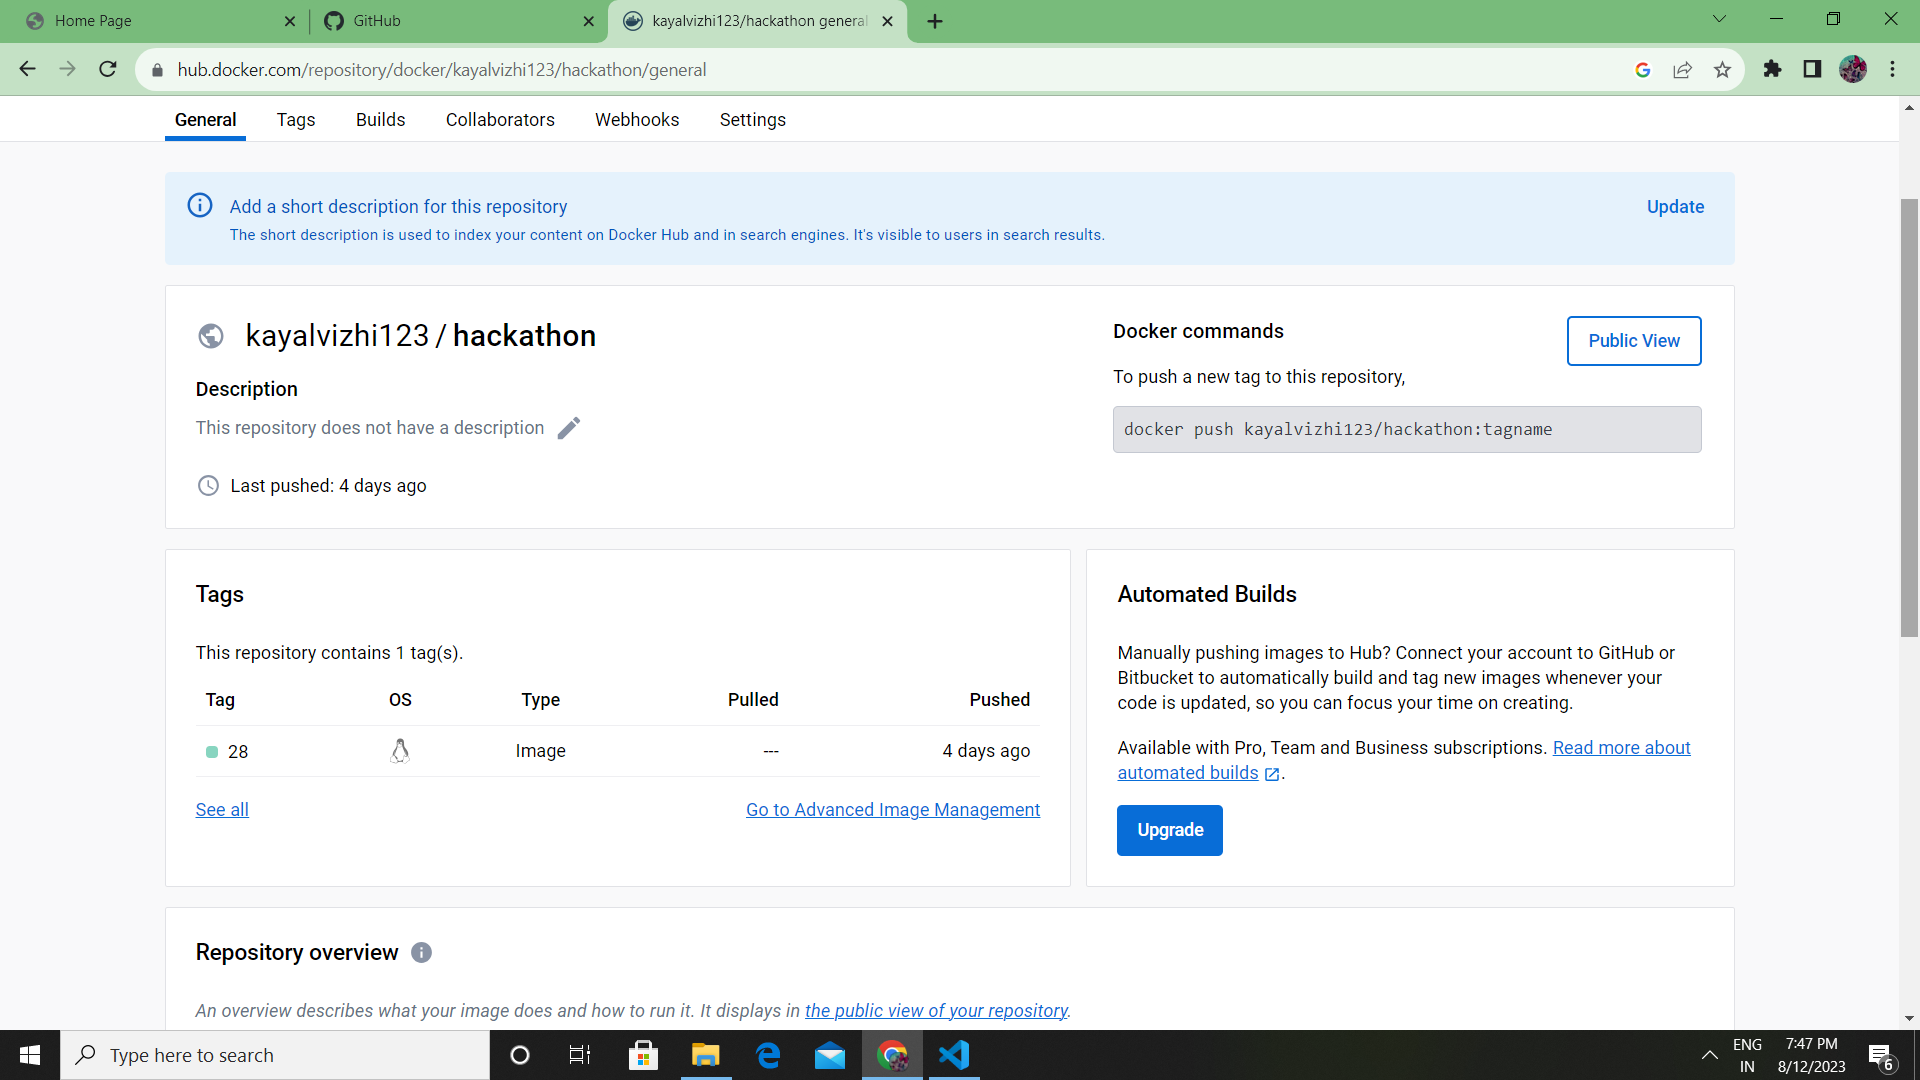 Home Page
GitHub
kayalvizhi123/hackathon general
hub.docker.com/repository/docker/kayalvizhi123/hackathon/general
General Tags Builds Collaborators Webhooks Settings
Add a short description for this repository
Update
The short description is used to index your content on Docker Hub and in search engines. It's visible to users in search results.
kayalvizhi123 / hackathon
Description
This repository does not have a description
Last pushed: 4 days ago
Docker commands
Public View
To push a new tag to this repository,
docker push kayalvizhi123/hackathon:tagname
Tags
This repository contains 1 tag(s).
Tag OS Type Pulled Pushed
28 Image --- 4 days ago
See all
Go to Advanced Image Management
Automated Builds
Manually pushing images to Hub? Connect your account to GitHub or
Bitbucket to automatically build and tag new images whenever your
code is updated, so you can focus your time on creating.
Available with Pro, Team and Business subscriptions. Read more about
automated builds .
Upgrade
Repository overview
An overview describes what your image does and how to run it. It displays in the public view of your repository.
Type here to search
ENG
IN
7:47 PM
8/12/2023
6